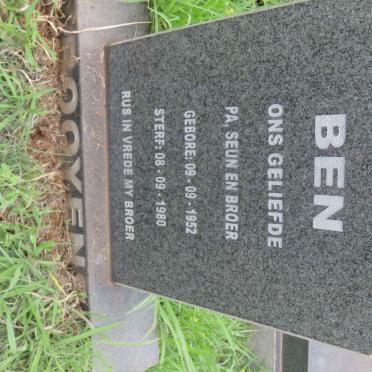 BEN
ONS GELIEFDE
PA, SEUN EN BROER
GEBORE: 09 - 09 - 1952
STERF: 08 - 09 - 1980
RUS IN VREDE MY BROER